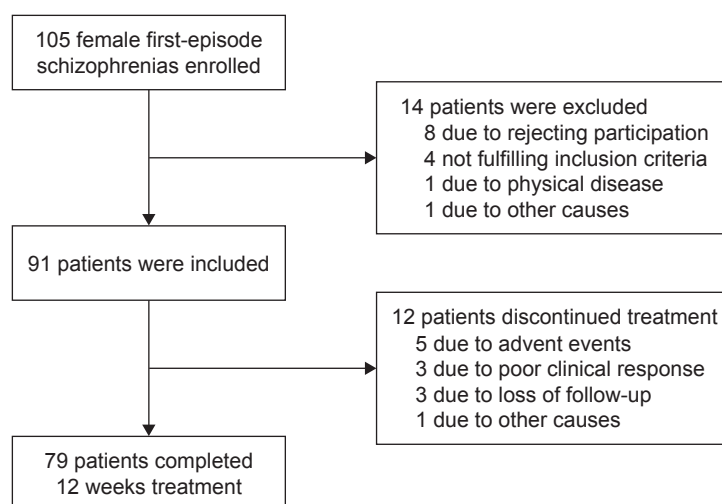 105 female first-episode
schizophrenias enrolled
14 patients were excluded
8 due to rejecting participation
4 not fulfilling inclusion criteria
1 due to physical disease
1 due to other causes
91 patients were included
12 patients discontinued treatment
5 due to advent events
3 due to poor clinical response
3 due to loss of follow-up
1 due to other causes
79 patients completed
12 weeks treatment